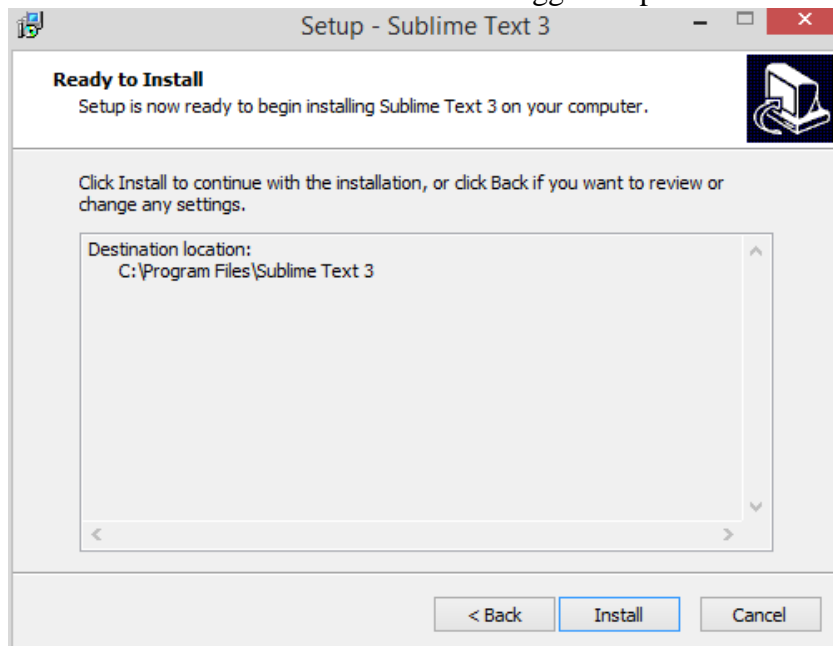 Setup - Sublime Text 3
Ready to Install
Setup is now ready to begin installing Sublime Text 3 on your computer.
Click Install to continue with the installation, or click Back if you want to review or
change any settings.
Destination location:
C:\Program Files\Sublime Text 3
< Back Install Cancel